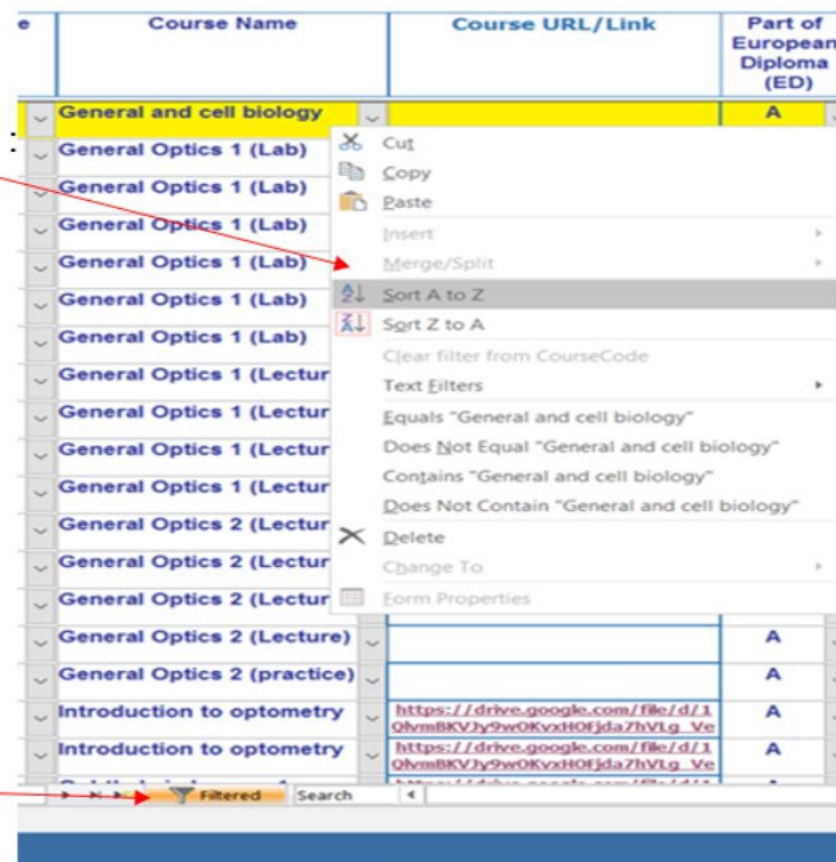 e
Course Name
Course URL/Link
Part of
European
Diploma
(ED)
General and cell biology
A
:
General Optics 1 (Lab)
General Optics 1 (Lab)
General Optics 1 (Lab)
General Optics 1 (Lab)
General Optics 1 (Lab)
General Optics 1 (Lab)
General Optics 1 (Lectur
General Optics 1 (Lectur
General Optics 1 (Lectur
General Optics 1 (Lectur
General Optics 2 (Lectur
General Optics 2 (Lectur
General Optics 2 (Lectur
General Optics 2 (Lecture)
A
General Optics 2 (practice)
A
Introduction to optometry
https://drive.google.com/file/d/1
QlvmBKVJy9w0KvxHOFjda7hVLg_Ve
A
Introduction to optometry
https://drive.google.com/file/d/1
QlvmBKVJy9w0KvxHOFjda7hVLg_Ve
A
Cut
Copy
Paste
Insert
Merge/Split
Sort A to Z
Sort Z to A
Clear filter from CourseCode
Text Filters
Equals "General and cell biology"
Does Not Equal "General and cell biology"
Contains "General and cell biology"
Does Not Contain "General and cell biology"
Delete
Change To
Form Properties
Filtered
Search